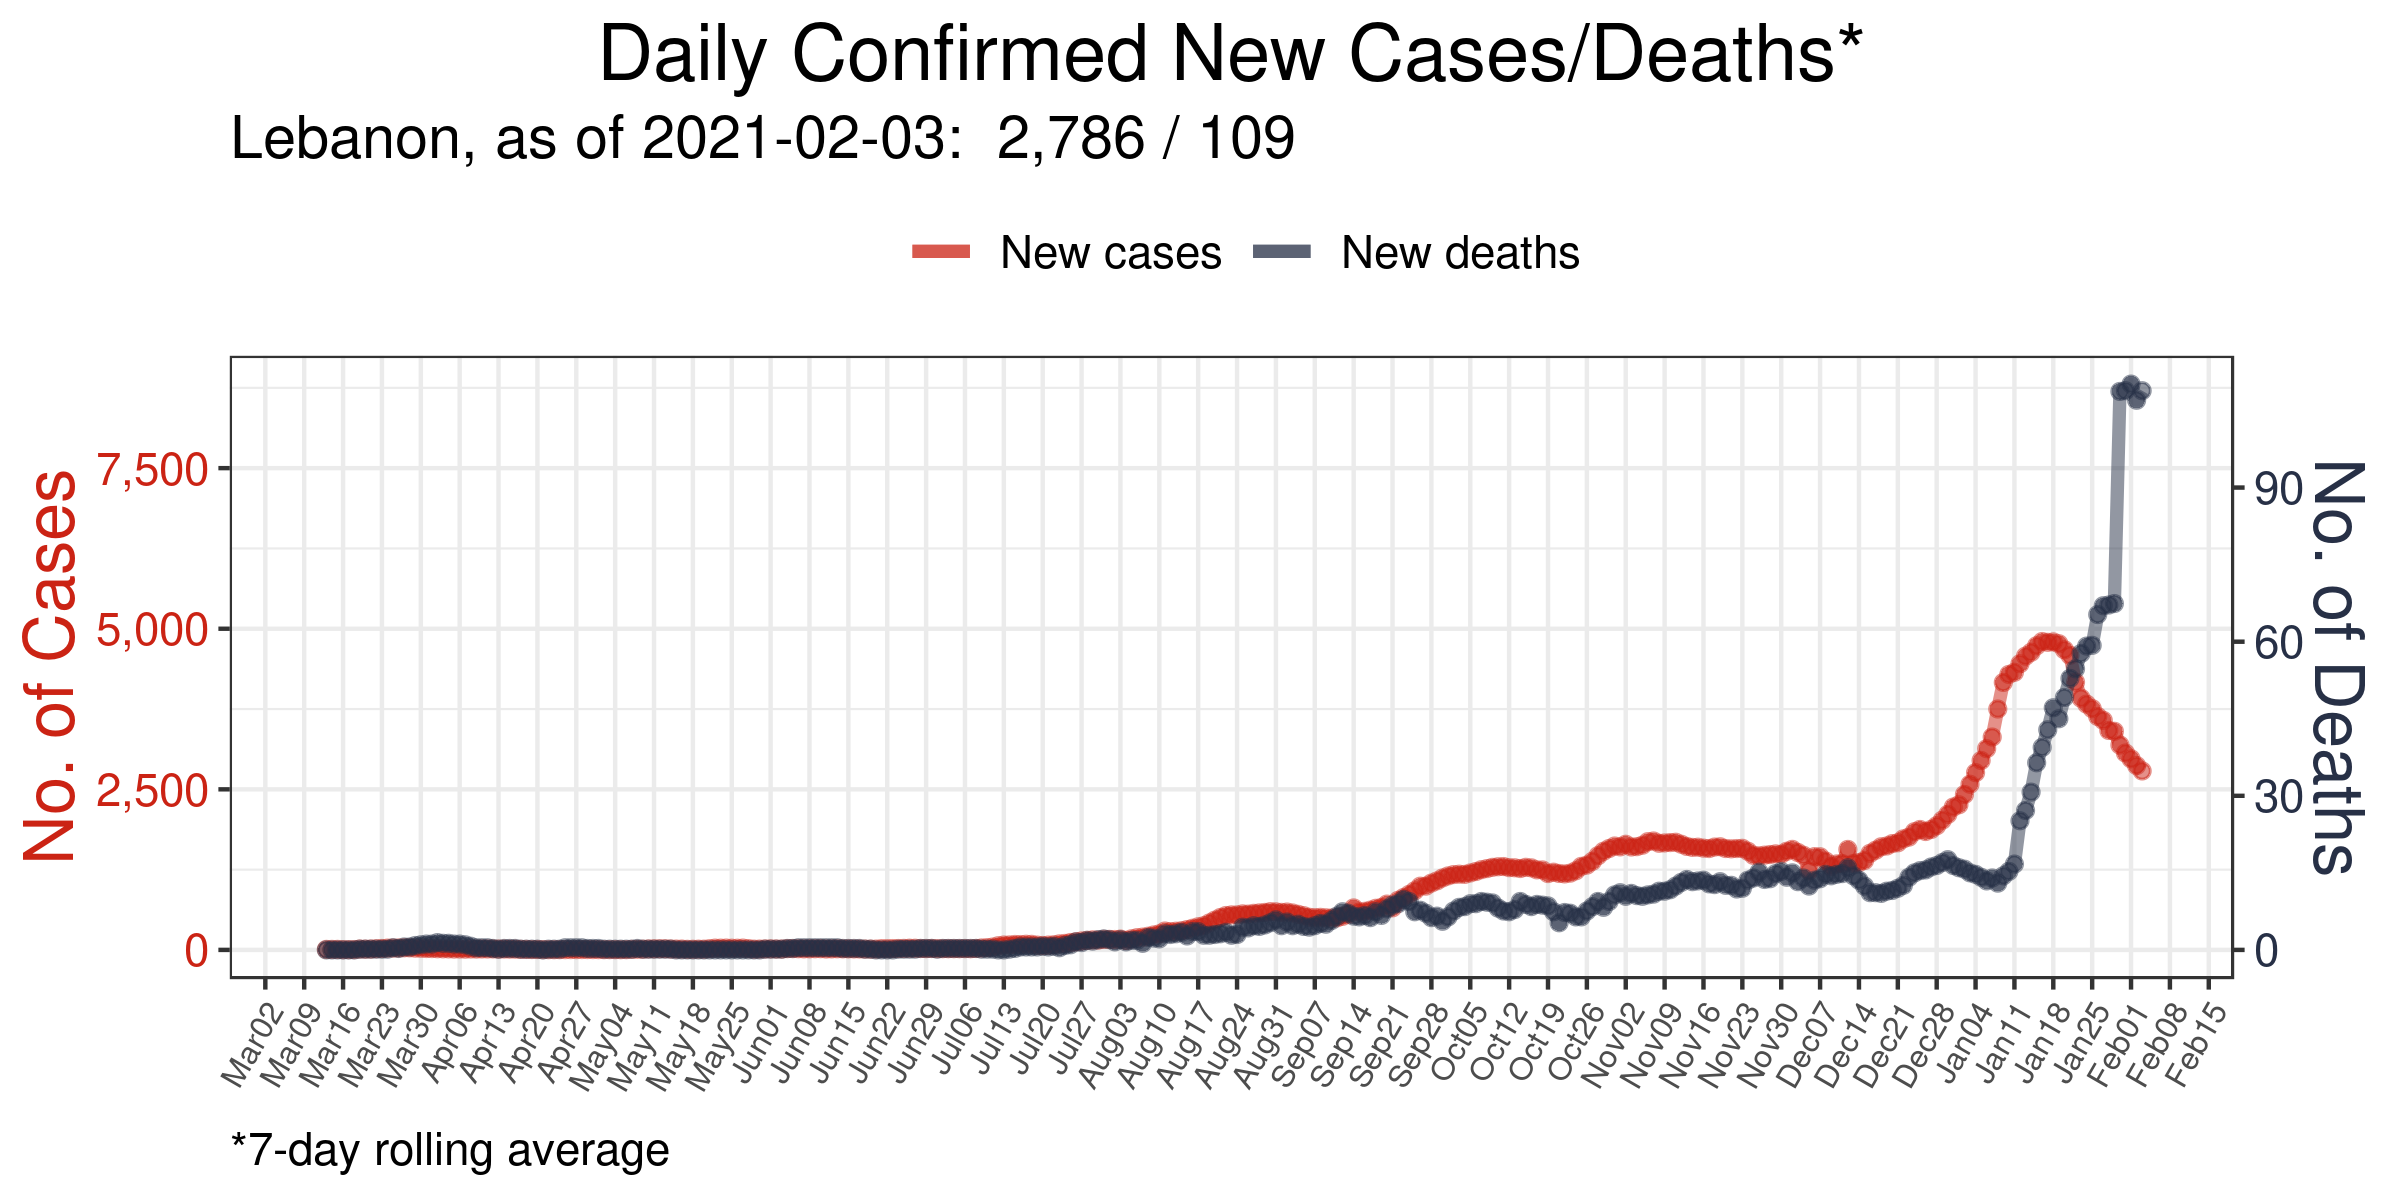 Daily Confirmed New Cases/Deaths*
Lebanon, as of 2021-02-03:  2,786 / 109
New cases
New deaths
No. of Cases
7,500
5,000
2,500
0
No. of Deaths
90
60
30
0
Mar02
Mar09
Mar16
Mar23
Mar30
Apr06
Apr13
Apr20
Apr27
May04
May11
May18
May25
Jun01
Jun08
Jun15
Jun22
Jun29
Jul06
Jul13
Jul20
Jul27
Aug03
Aug10
Aug17
Aug24
Aug31
Sep07
Sep14
Sep21
Sep28
Oct05
Oct12
Oct19
Oct26
Nov02
Nov09
Nov16
Nov23
Nov30
Dec07
Dec14
Dec21
Dec28
Jan04
Jan11
Jan18
Jan25
Feb01
Feb08
Feb15
*7-day rolling average